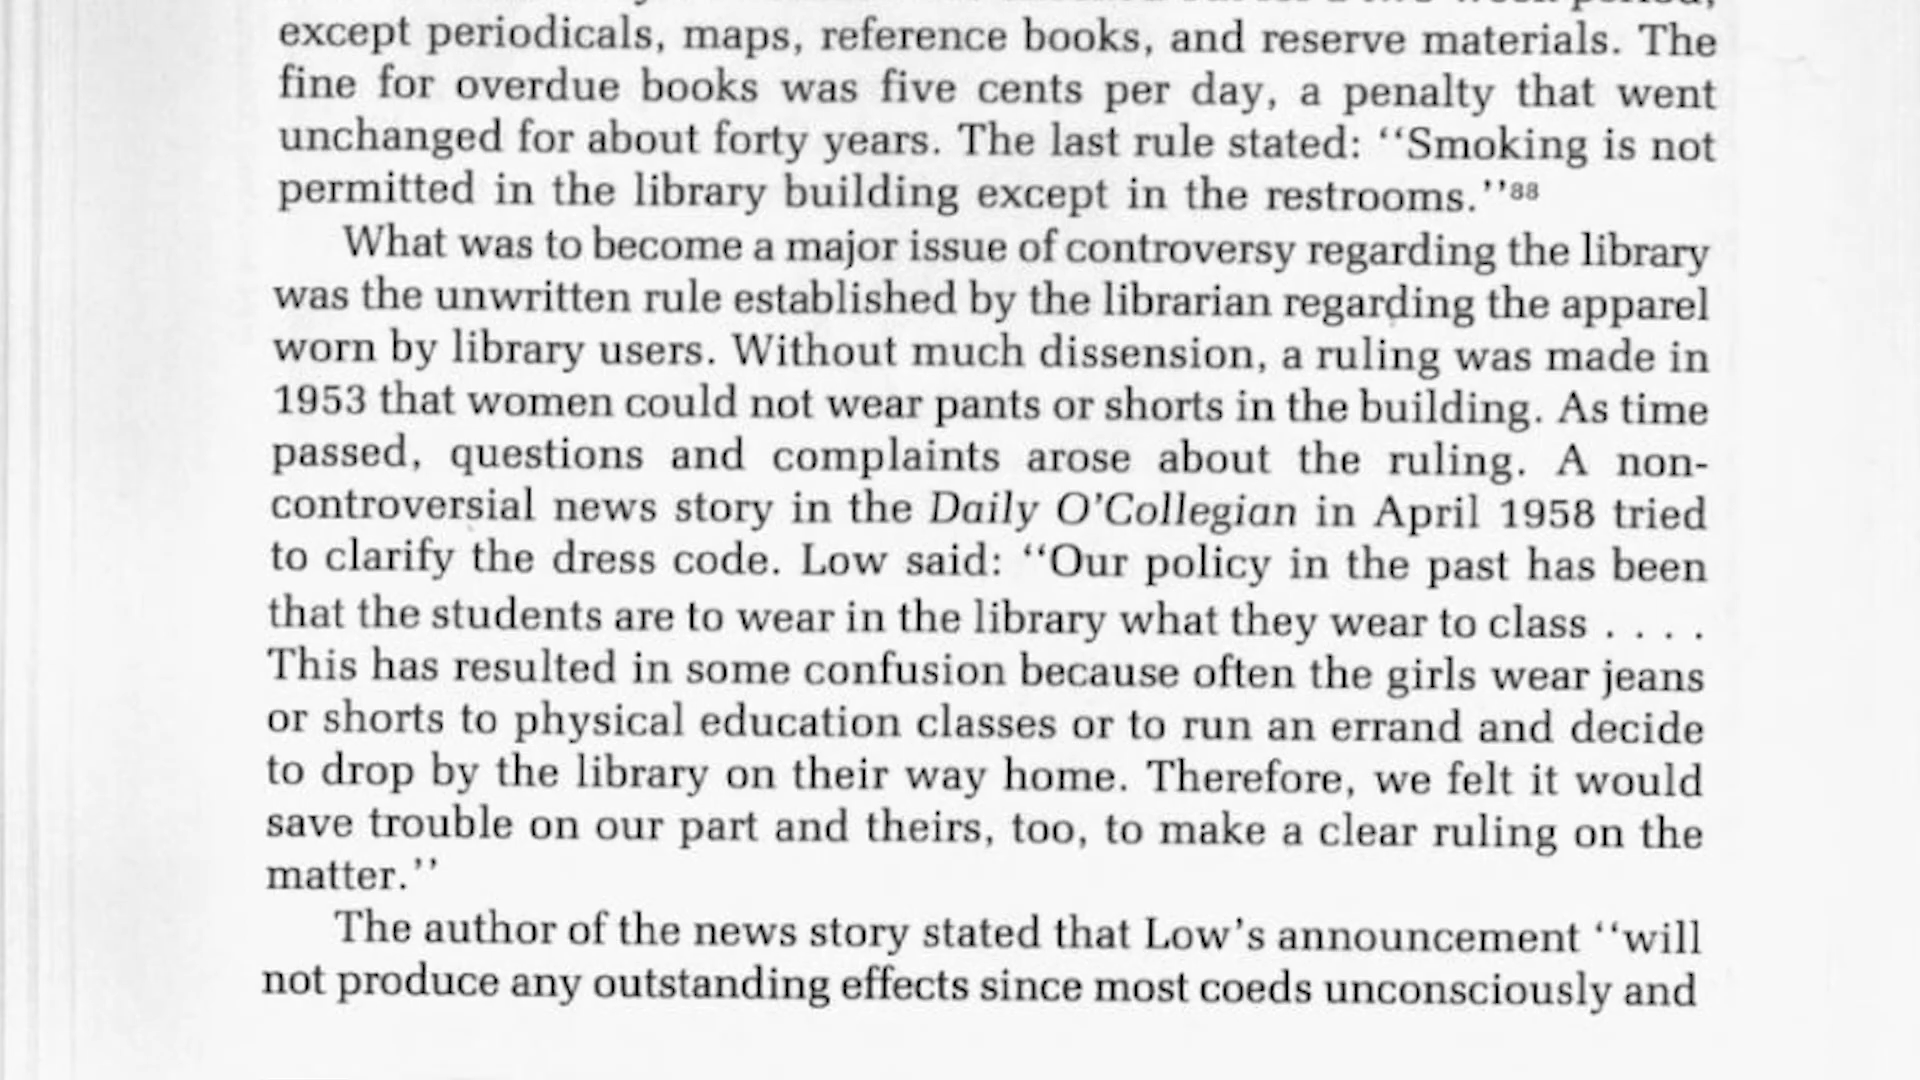 except periodicals, maps, reference books, and reserve materials. The
fine for overdue books was five cents per day, a penalty that went
unchanged for about forty years. The last rule stated: ‘‘Smoking is not
permitted in the library building except in the restrooms.’’88
What was to become a major issue of controversy regarding the library
was the unwritten rule established by the librarian regarding the apparel
worn by library users. Without much dissension, a ruling was made in
1953 that women could not wear pants or shorts in the building. As time
passed, questions and complaints arose about the ruling. A non-
controversial news story in the Daily O’Collegian in April 1958 tried
to clarify the dress code. Low said: ‘‘Our policy in the past has been
that the students are to wear in the library what they wear to class . . . .
This has resulted in some confusion because often the girls wear jeans
or shorts to physical education classes or to run an errand and decide
to drop by the library on their way home. Therefore, we felt it would
save trouble on our part and theirs, too, to make a clear ruling on the
matter.’’
The author of the news story stated that Low’s announcement ‘‘will
not produce any outstanding effects since most coeds unconsciously and